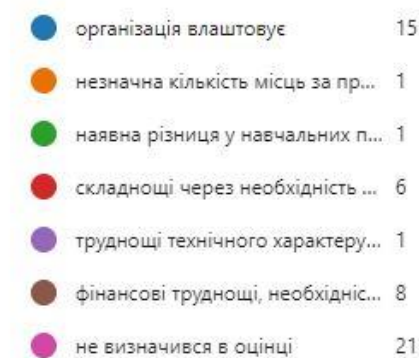 організація влаштовує 15
незначна кількість місць за пр... 1
наявна різниця у навчальних п... 1
складнощі через необхідність ... 6
труднощі технічного характеру... 1
фінансові труднощі, необхідніс... 8
не визначився в оцінці 21